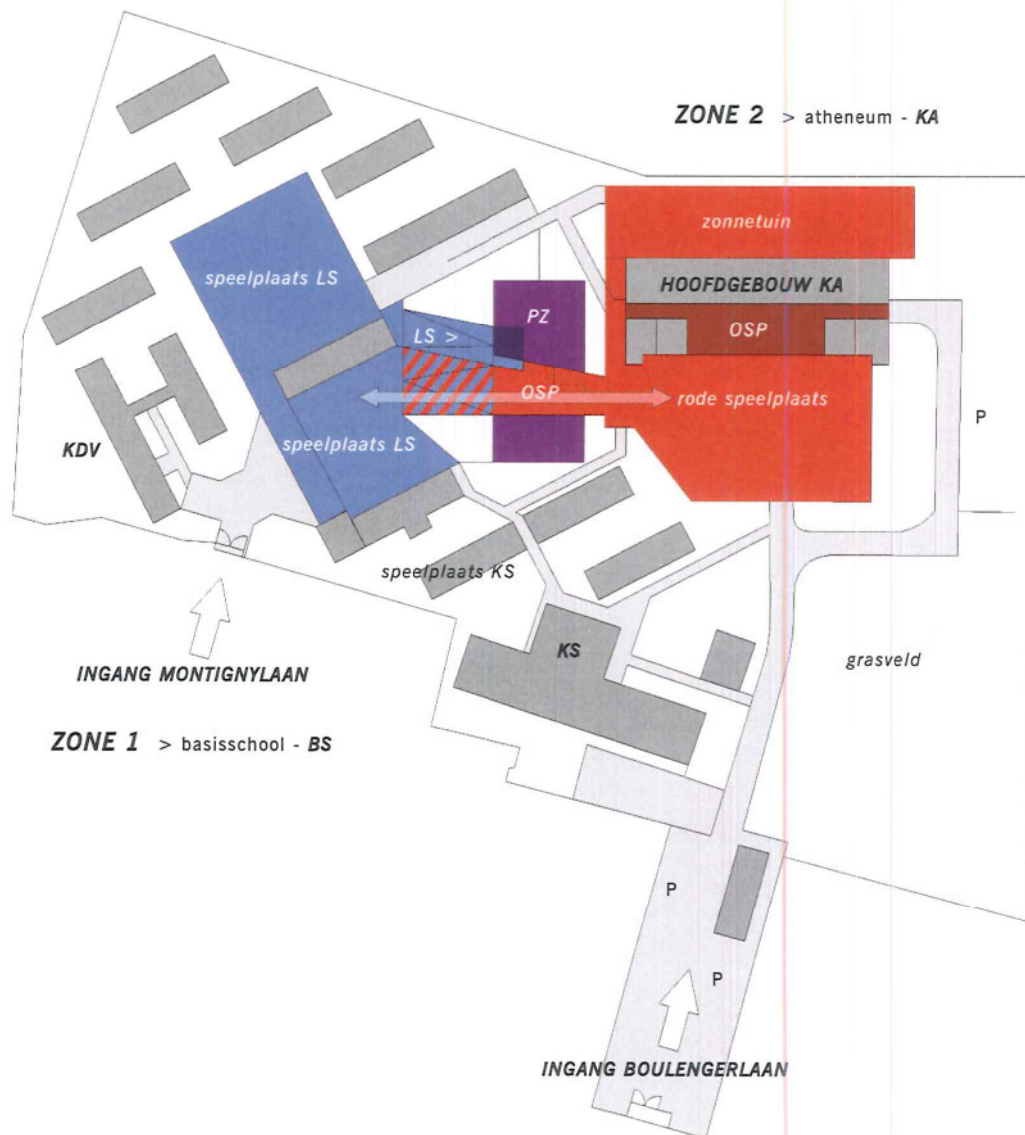 ZONE 2 > atheneum - KA
zonnetuin
speelplaats LS
HOOFDGEBOUW KA
PZ
LS >
OSP
OSP
rode speelplaats
P
speelplaats LS
KDV
speelplaats KS
KS
grasveld
INGANG MONTIGNYLAAN
ZONE 1 > basisschool - BS
P
P
INGANG BOULENGERLAAN